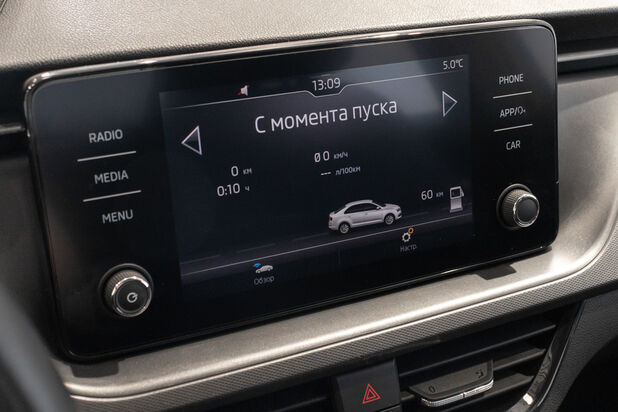 13:09
5.0°C
С момента пуска
0 км
0:10 ч
Ø 0 км/ч
--- л/100км
60 км
Обзор
Настр.
RADIO
MEDIA
MENU
PHONE
APP/
CAR